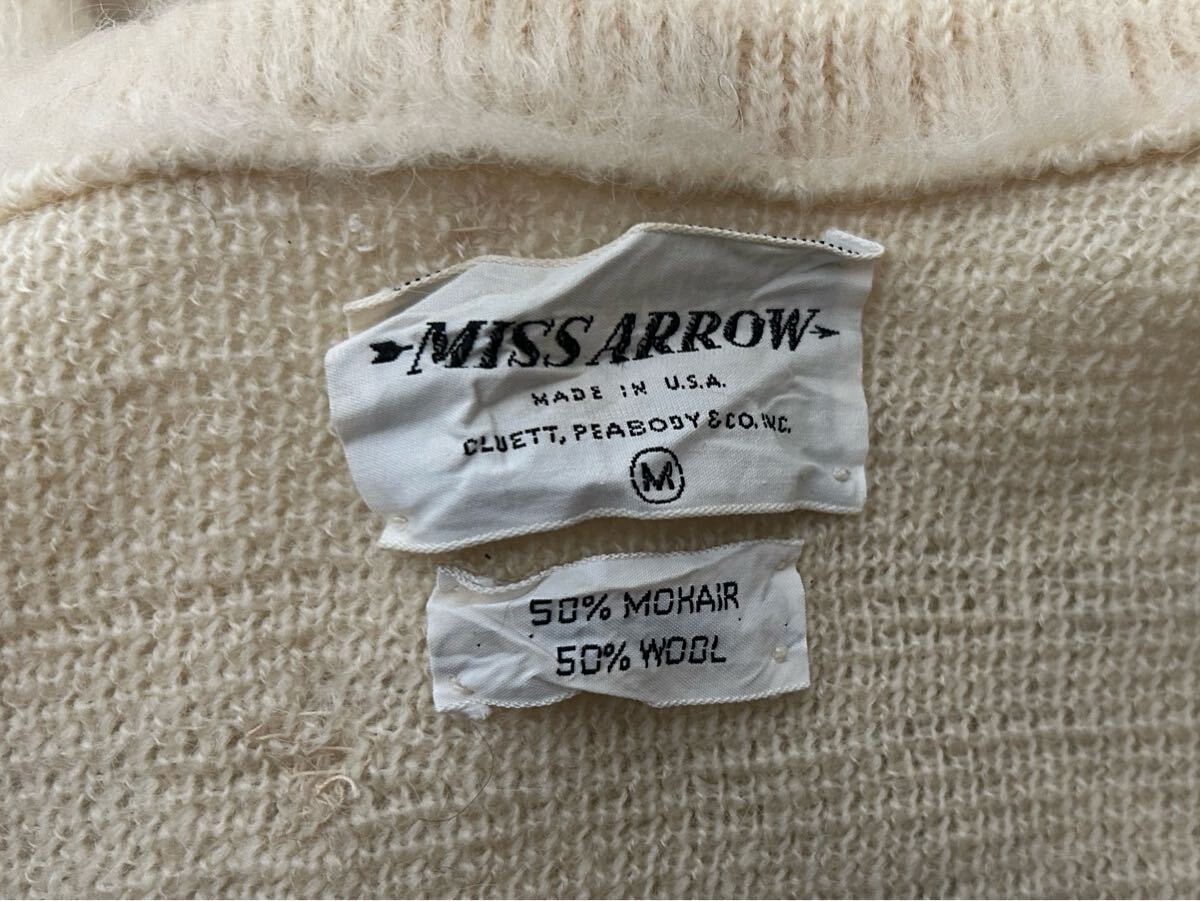 MISS ARROW
MADE IN U.S.A.
CLUETT, PEABODY & CO. INC.
M
50% MOHAIR
50% WOOL